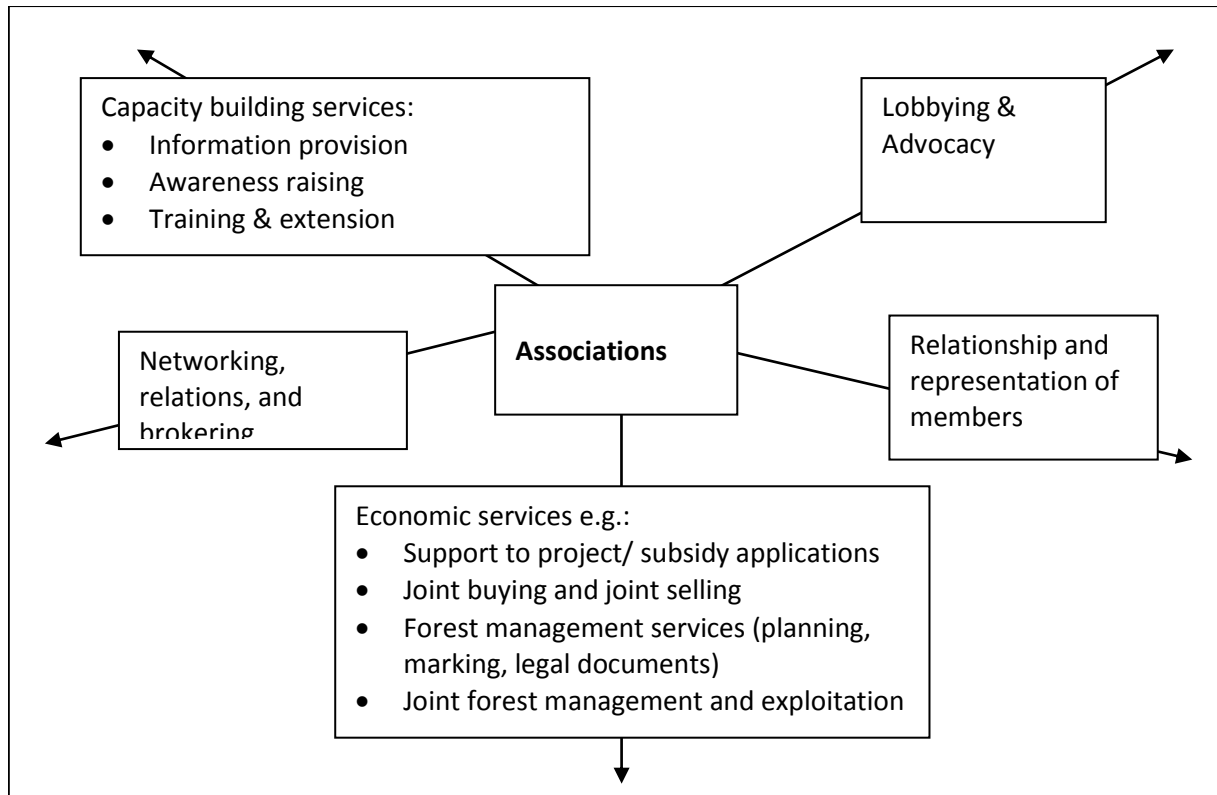 Capacity building services:
• Information provision
• Awareness raising
• Training & extension
Lobbying &
Advocacy
Associations
Networking,
relations, and
brokering
Relationship and
representation of
members
Economic services e.g.:
• Support to project/ subsidy applications
• Joint buying and joint selling
• Forest management services (planning,
marking, legal documents)
• Joint forest management and exploitation